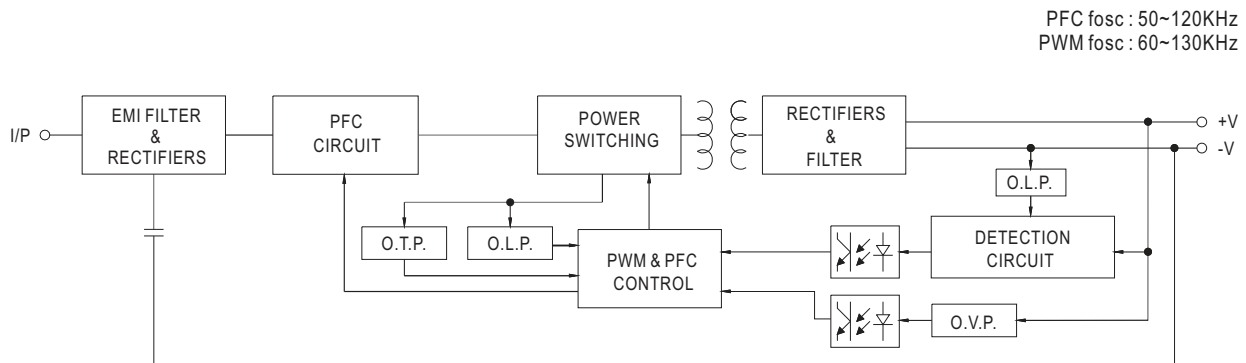 PFC fosc : 50~120KHz
PWM fosc : 60~130KHz
I/P
EMI FILTER
&
RECTIFIERS
PFC
CIRCUIT
POWER
SWITCHING
RECTIFIERS
&
FILTER
+V
-V
O.L.P.
O.T.P.
O.L.P.
PWM & PFC
CONTROL
DETECTION
CIRCUIT
O.V.P.